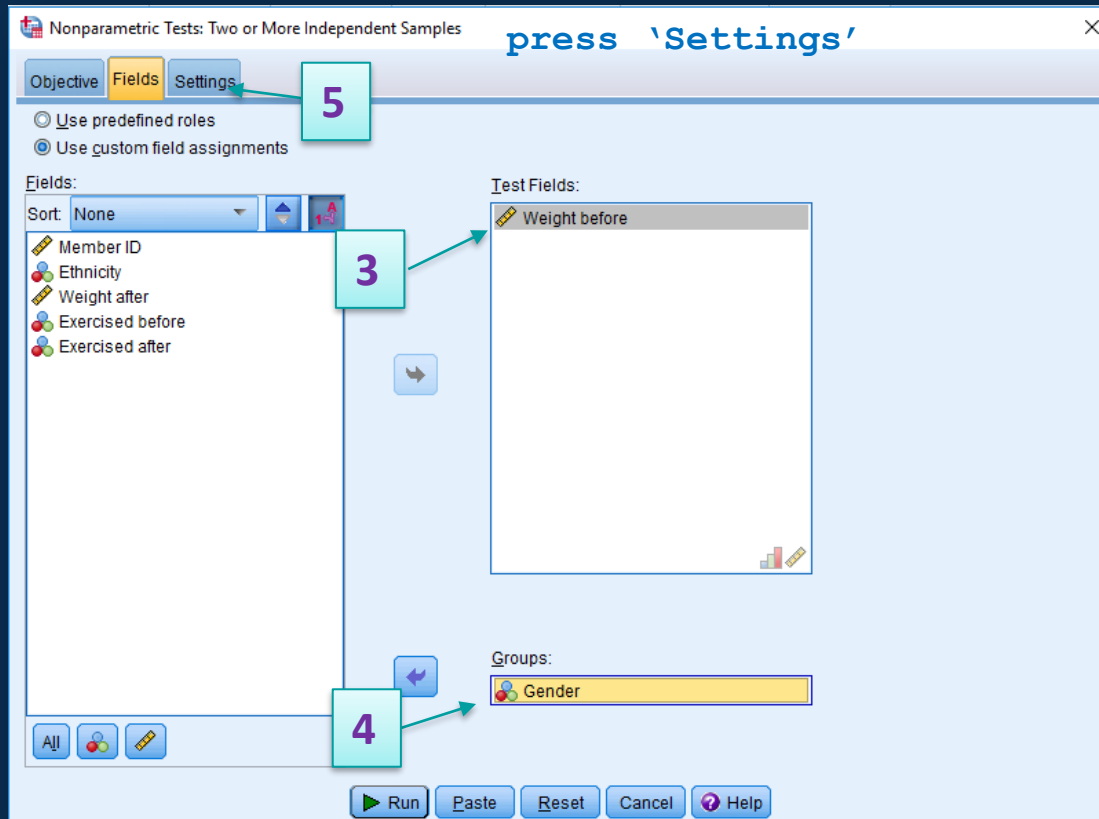 Nonparametric Tests: Two or More Independent Samples
press ‘Settings’
Objective Fields Settings
5
Use predefined roles
Use custom field assignments
Fields:
Sort: None
Member ID
Ethnicity
Weight after
Exercised before
Exercised after
All
3
Test Fields:
Weight before
4
Groups:
Gender
Run Paste Reset Cancel Help